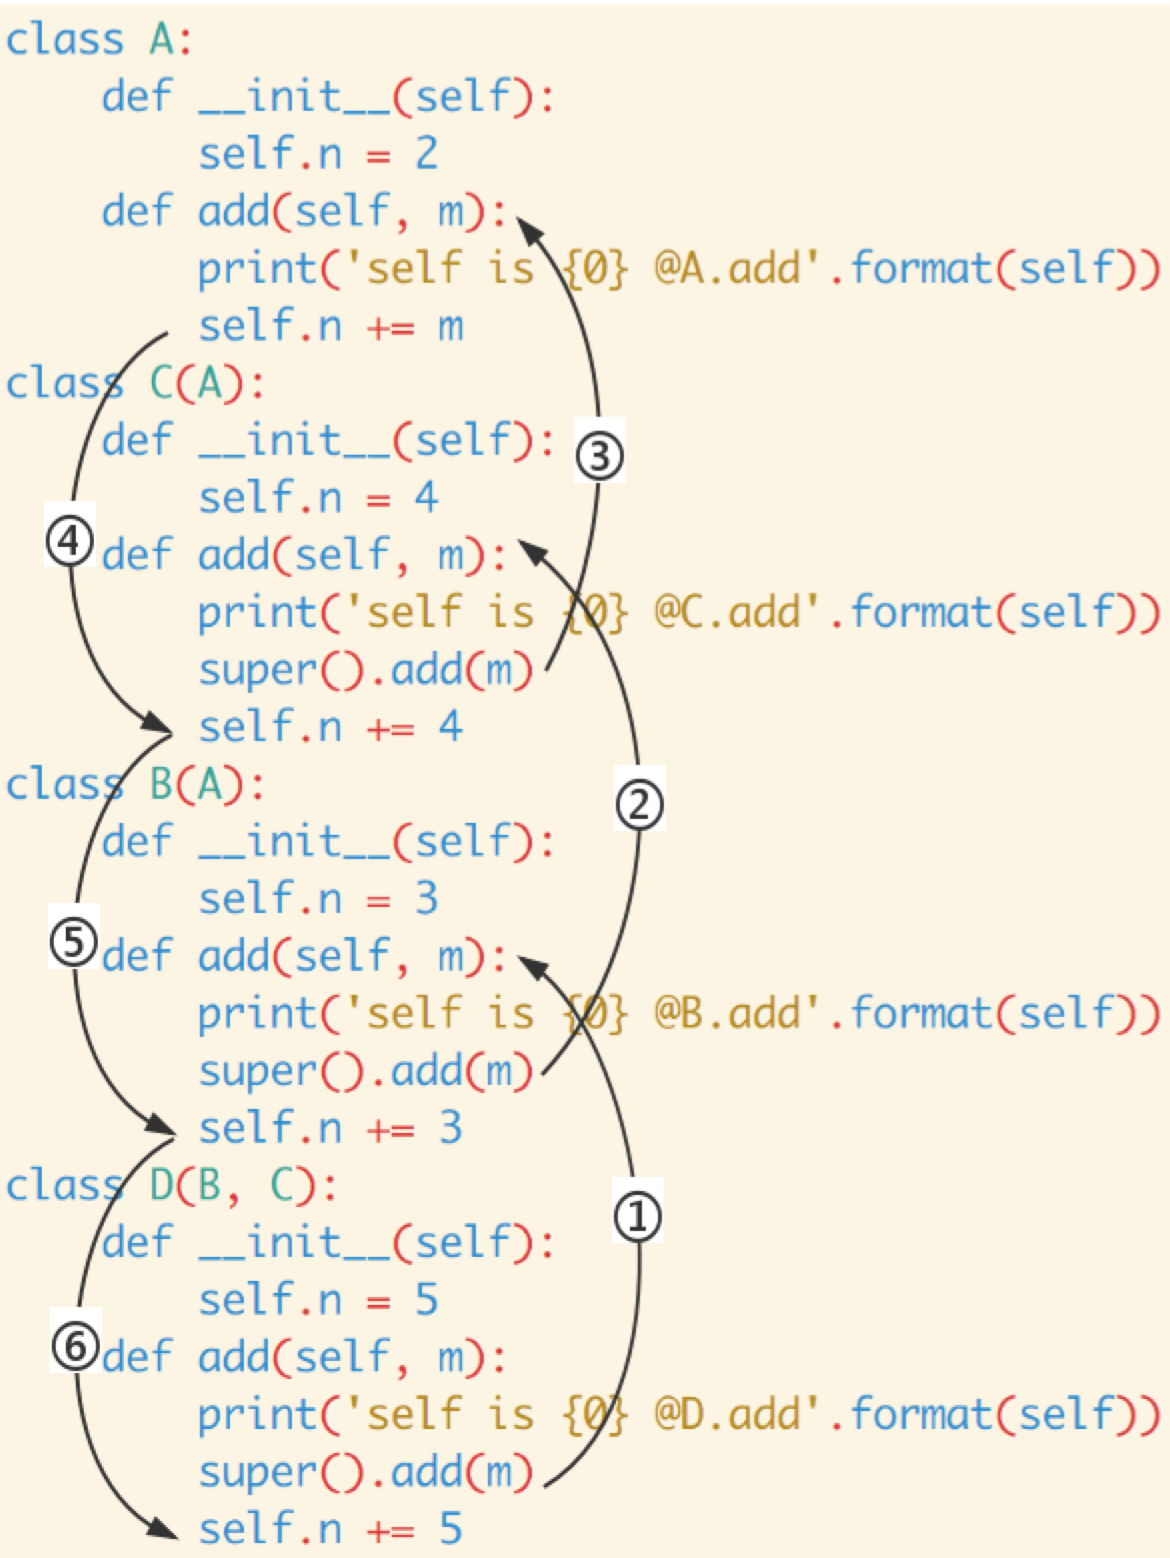 class A:
    def __init__(self):
        self.n = 2
    def add(self, m):
        print('self is {0} @A.add'.format(self))
        self.n += m
class C(A):
    def __init__(self):
③
        self.n = 4
④
    def add(self, m):
        print('self is {0} @C.add'.format(self))
        super().add(m)
        self.n += 4
class B(A):
②
    def __init__(self):
        self.n = 3
⑤
    def add(self, m):
        print('self is {0} @B.add'.format(self))
        super().add(m)
        self.n += 3
class D(B, C):
①
    def __init__(self):
        self.n = 5
⑥
    def add(self, m):
        print('self is {0} @D.add'.format(self))
        super().add(m)
        self.n += 5